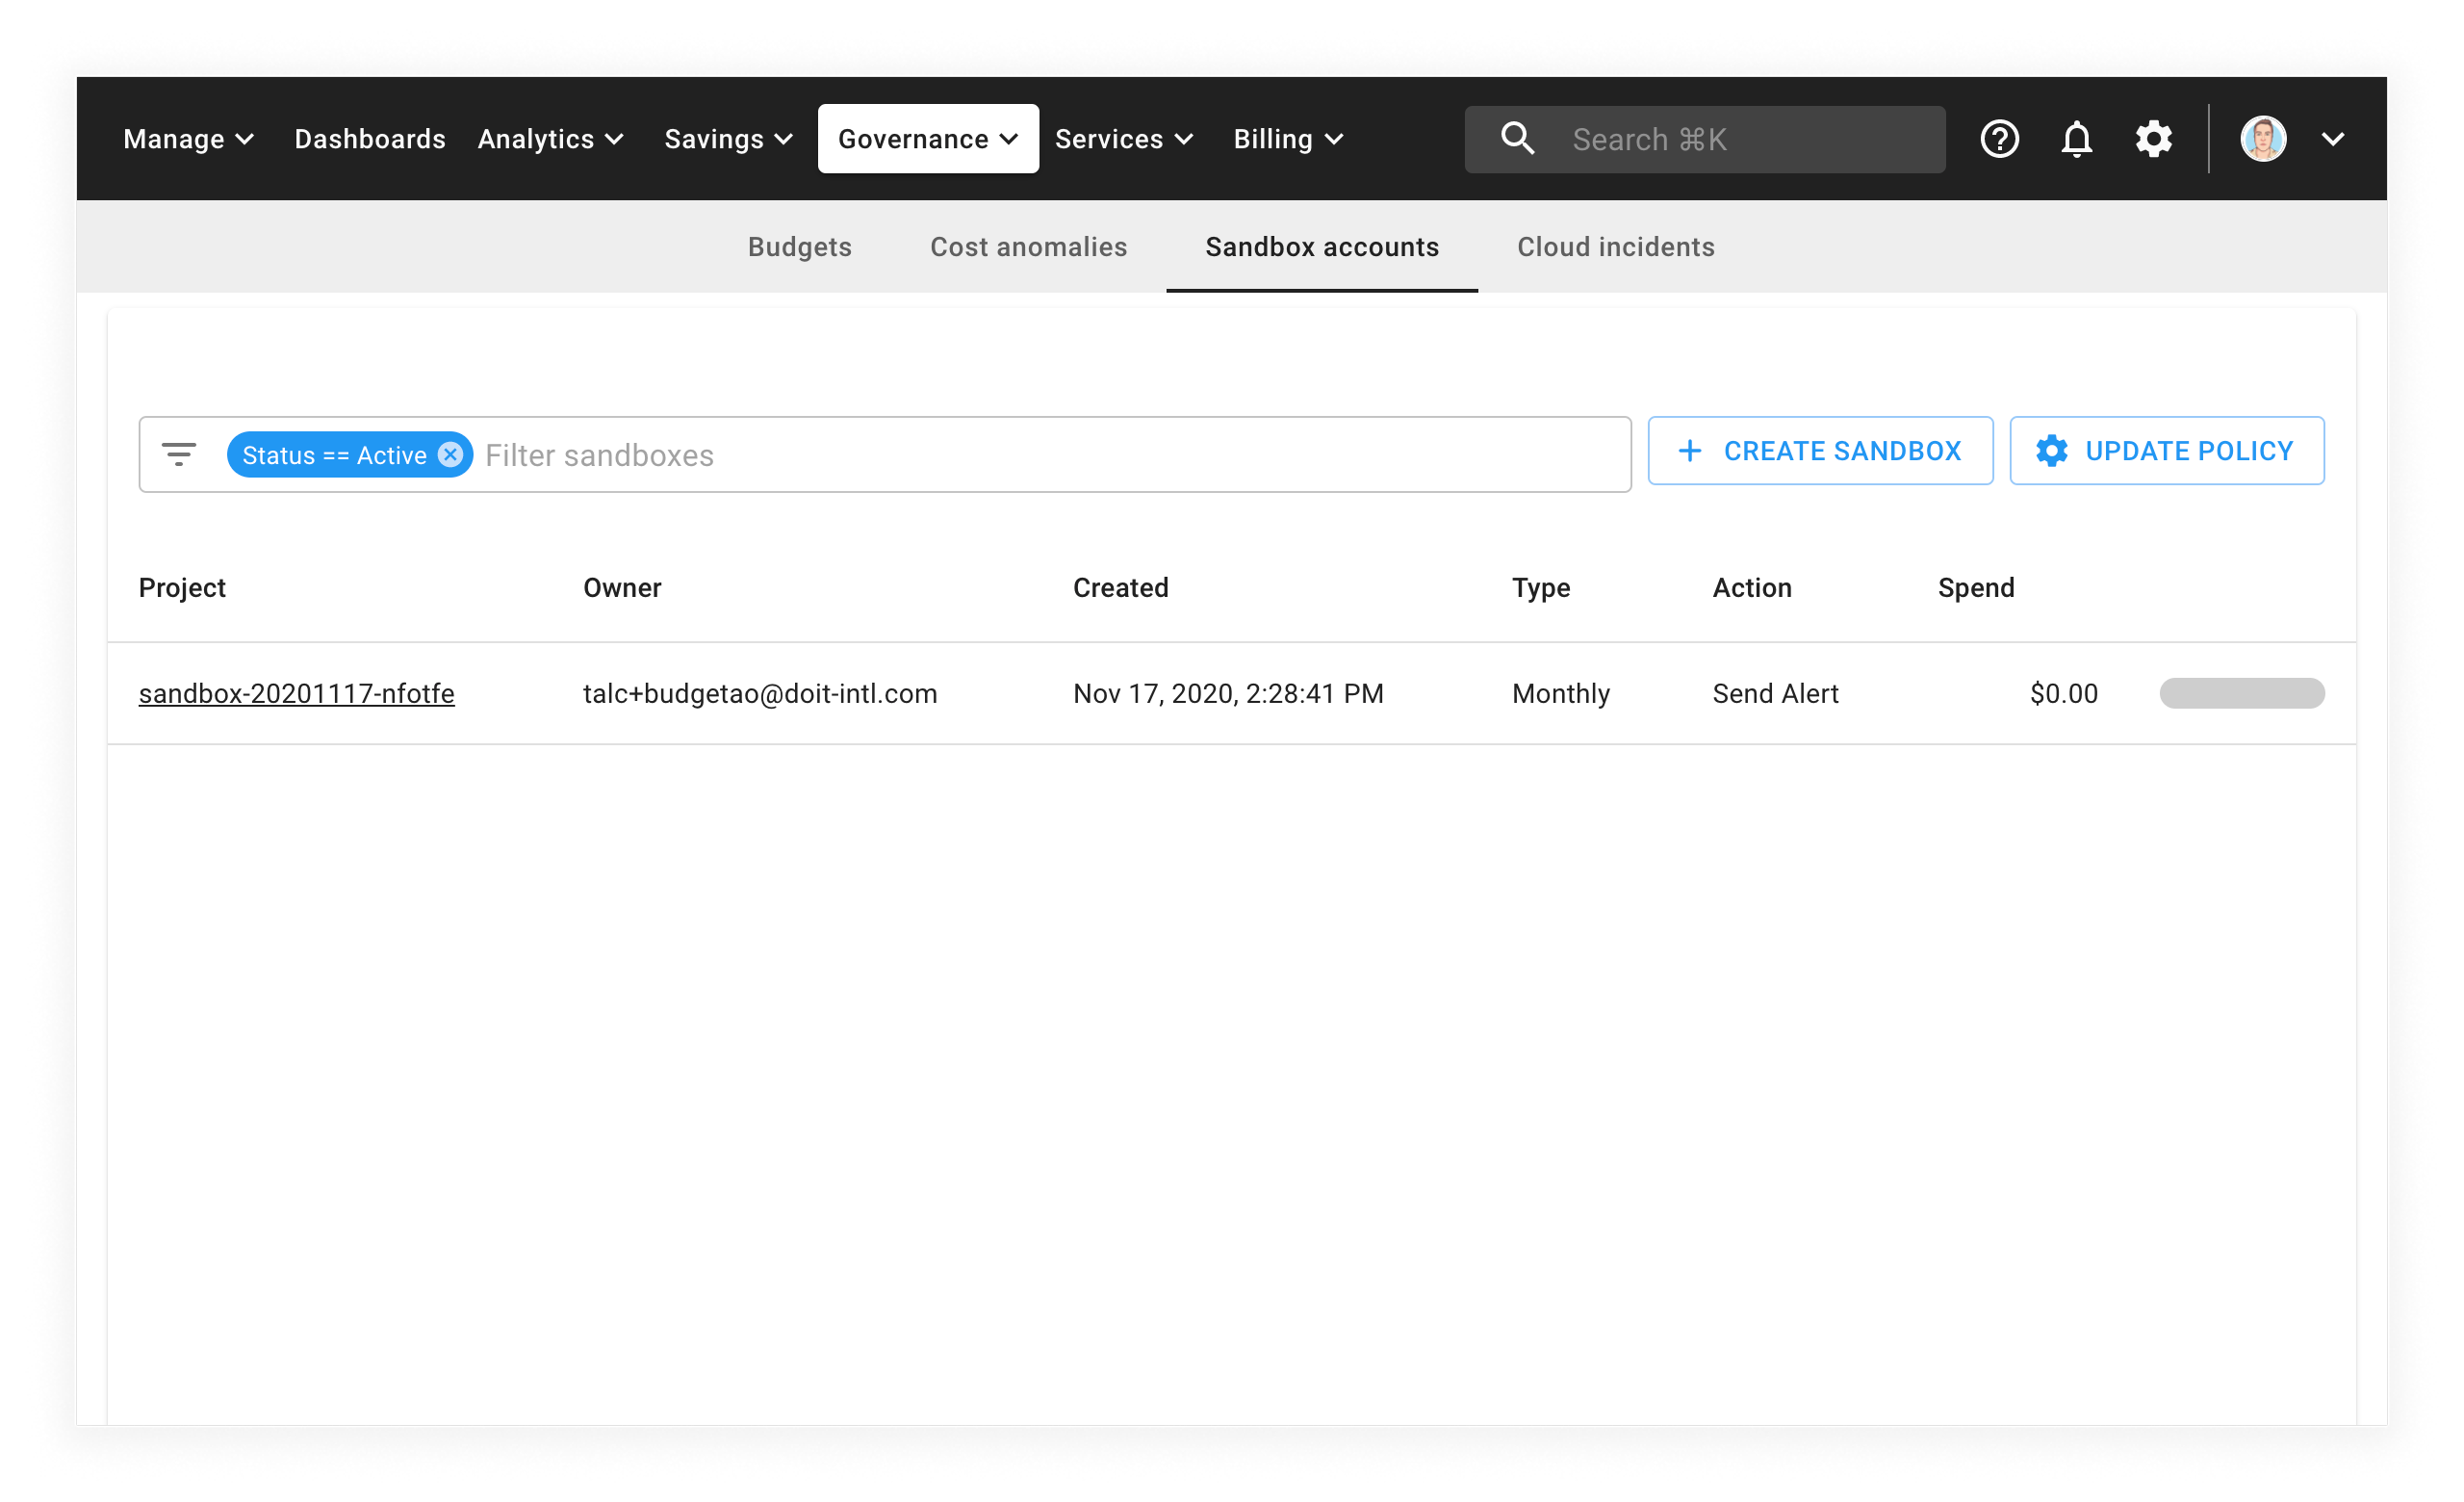 Manage Dashboards Analytics Savings Governance Services Billing Search ⌘K
Budgets Cost anomalies Sandbox accounts Cloud incidents
Status == Active Filter sandboxes CREATE SANDBOX UPDATE POLICY
Project Owner Created Type Action Spend
sandbox-20201117-nfotfe talc+budgetao@doit-intl.com Nov 17, 2020, 2:28:41 PM Monthly Send Alert $0.00